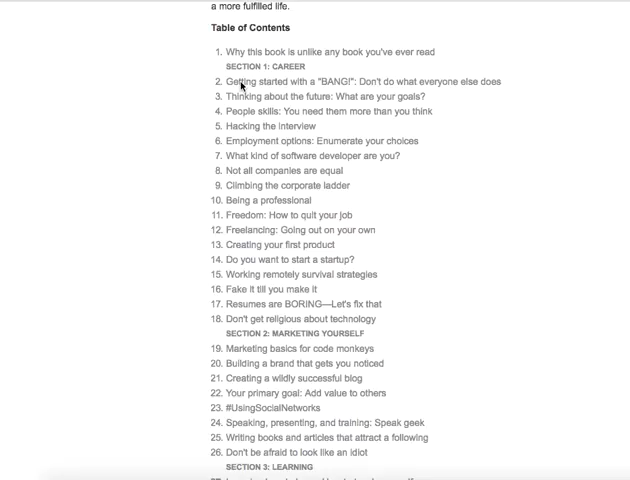 a more fulfilled life.
Table of Contents
1. Why this book is unlike any book you've ever read
SECTION 1: CAREER
2. Getting started with a "BANG!": Don't do what everyone else does
3. Thinking about the future: What are your goals?
4. People skills: You need them more than you think
5. Hacking the interview
6. Employment options: Enumerate your choices
7. What kind of software developer are you?
8. Not all companies are equal
9. Climbing the corporate ladder
10. Being a professional
11. Freedom: How to quit your job
12. Freelancing: Going out on your own
13. Creating your first product
14. Do you want to start a startup?
15. Working remotely survival strategies
16. Fake it till you make it
17. Resumes are BORING—Let's fix that
18. Don't get religious about technology
SECTION 2: MARKETING YOURSELF
19. Marketing basics for code monkeys
20. Building a brand that gets you noticed
21. Creating a wildly successful blog
22. Your primary goal: Add value to others
23. #UsingSocialNetworks
24. Speaking, presenting, and training: Speak geek
25. Writing books and articles that attract a following
26. Don't be afraid to look like an idiot
SECTION 3: LEARNING